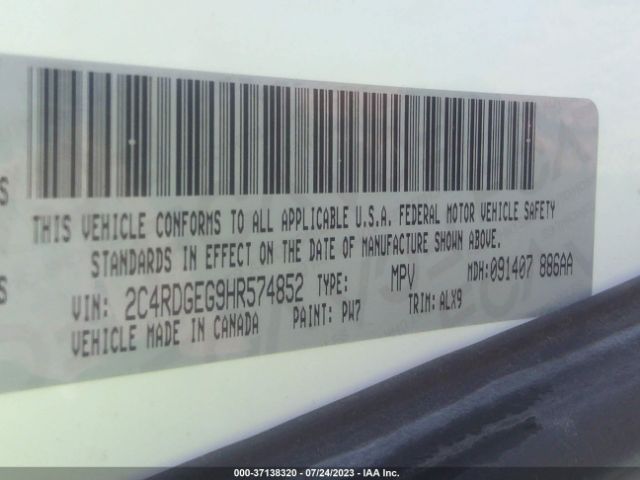 S
THIS VEHICLE CONFORMS TO ALL APPLICABLE U.S.A. FEDERAL MOTOR VEHICLE SAFETY
STANDARDS IN EFFECT ON THE DATE OF MANUFACTURE SHOWN ABOVE.
S
VIN: 2C4RDGEG9HR574852 TYPE: MPV MDH:091407 886AA
VEHICLE MADE IN CANADA PAINT: PW7 TRIM: ALX9
000-37138320 / 07/24/2023 - IAA Inc.